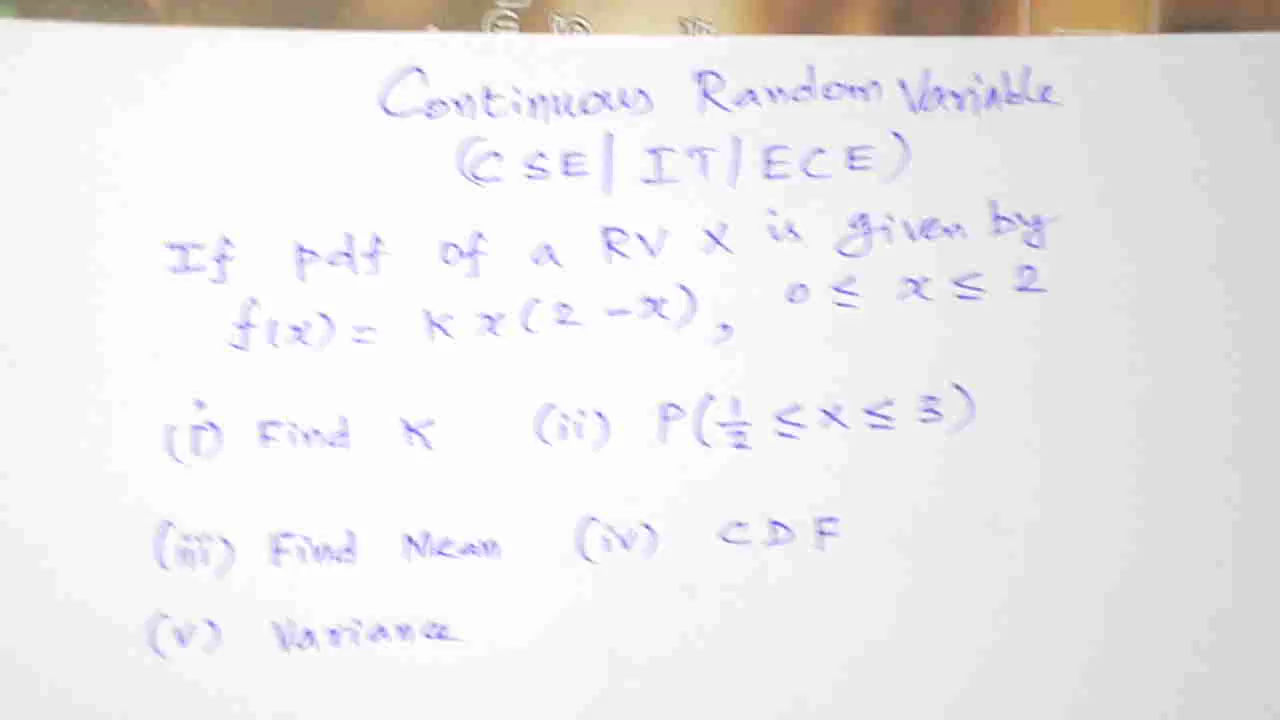 Continuous Random Variable
(CSE | IT | ECE)
If pdf of a RV X is given by
f(x) = K x (2 - x), 0 ≤ x ≤ 2
(i) Find K (ii) P(1/2 ≤ x ≤ 3)
(iii) Find Mean (iv) CDF
(v) Variance